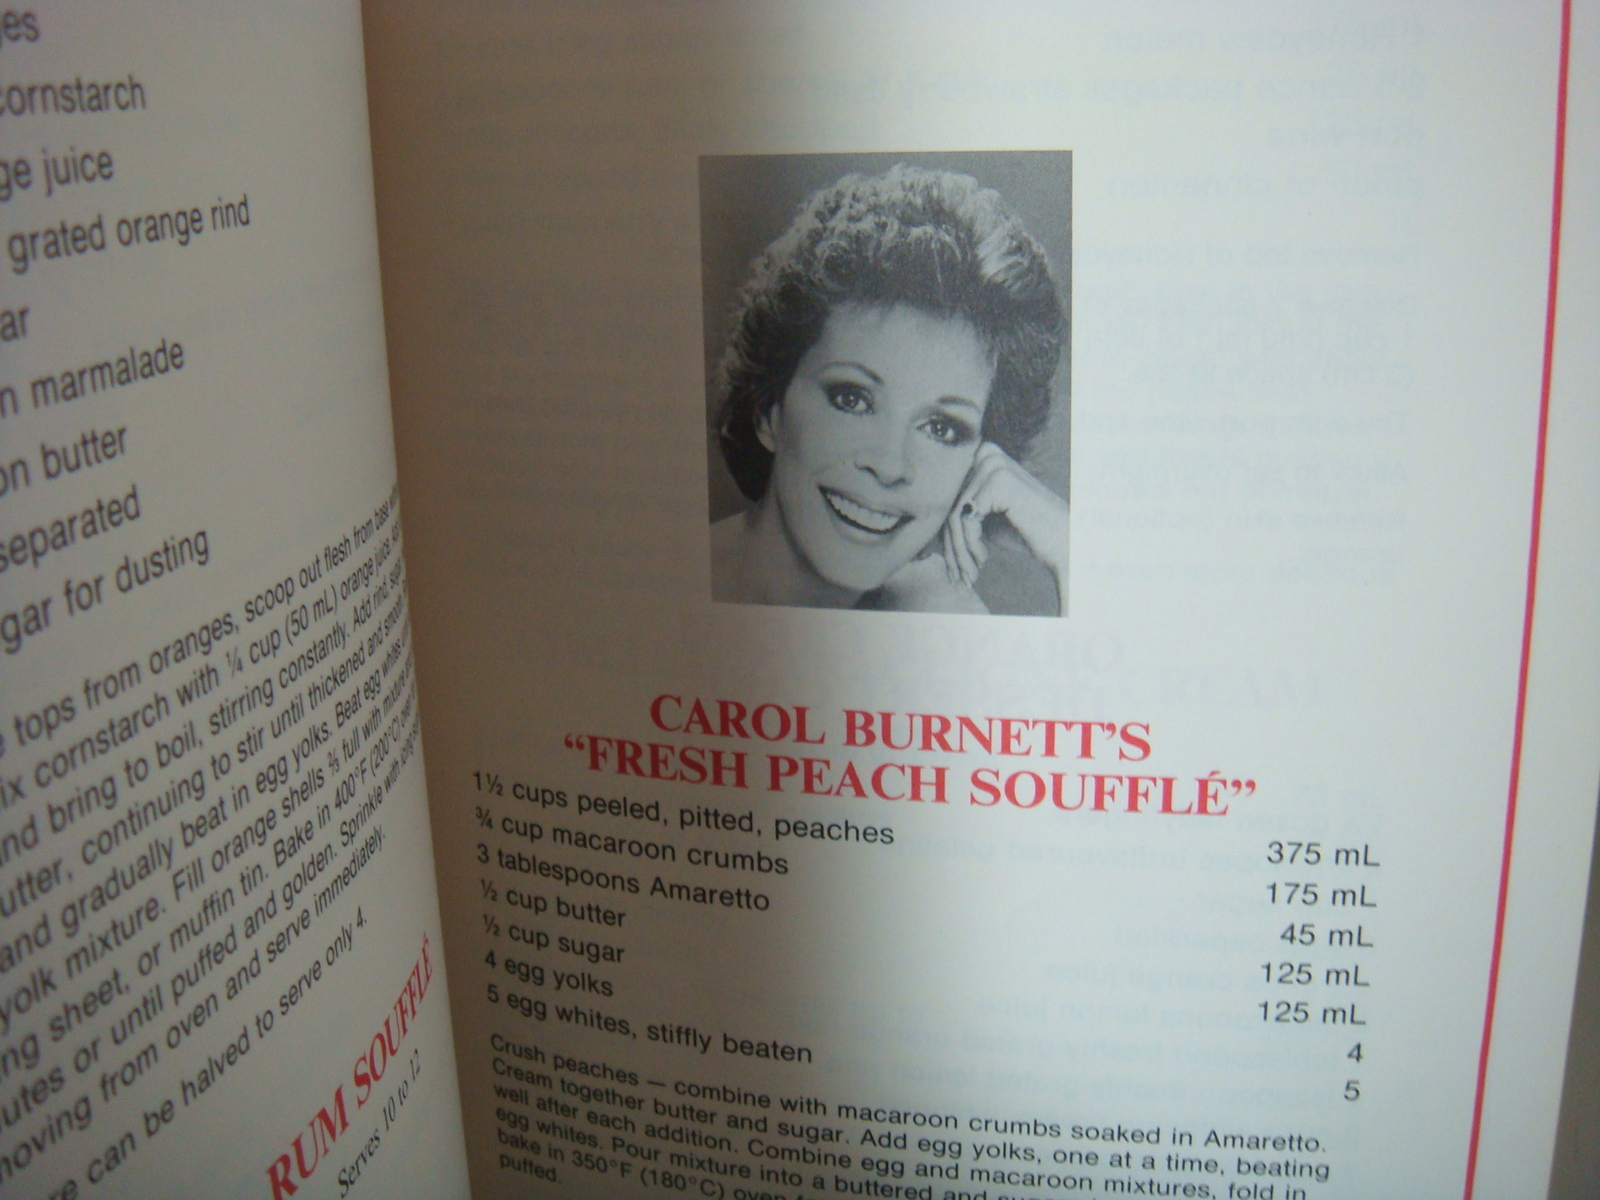 ges
cornstarch
ge juice
grated orange rind
ar
n marmalade
on butter
separated
gar for dusting
tops from oranges, scoop out flesh from base
ix cornstarch with ¼ cup (50 mL) orange juice.
nd bring to boil, stirring constantly. Add rind, sugar,
utter, continuing to stir until thickened and smooth.
and gradually beat in egg yolks. Beat egg whites
yolk mixture. Fill orange shells ⅔ full with mixture
ng sheet, or muffin tin. Bake in 400°F (200°C)
utes or until puffed and golden. Sprinkle with icing
moving from oven and serve immediately.
re can be halved to serve only 4.
RUM SOUFFLÉ
Serves 10 to 12
CAROL BURNETT'S
“FRESH PEACH SOUFFLÉ”
1½ cups peeled, pitted, peaches 375 mL
¾ cup macaroon crumbs 175 mL
3 tablespoons Amaretto 45 mL
½ cup butter 125 mL
½ cup sugar 125 mL
4 egg yolks 4
5 egg whites, stiffly beaten 5
Crush peaches — combine with macaroon crumbs soaked in Amaretto.
Cream together butter and sugar. Add egg yolks, one at a time, beating
well after each addition. Combine egg and macaroon mixtures, fold in
egg whites. Pour mixture into a buttered and
bake in 350°F (180°C) oven
puffed.